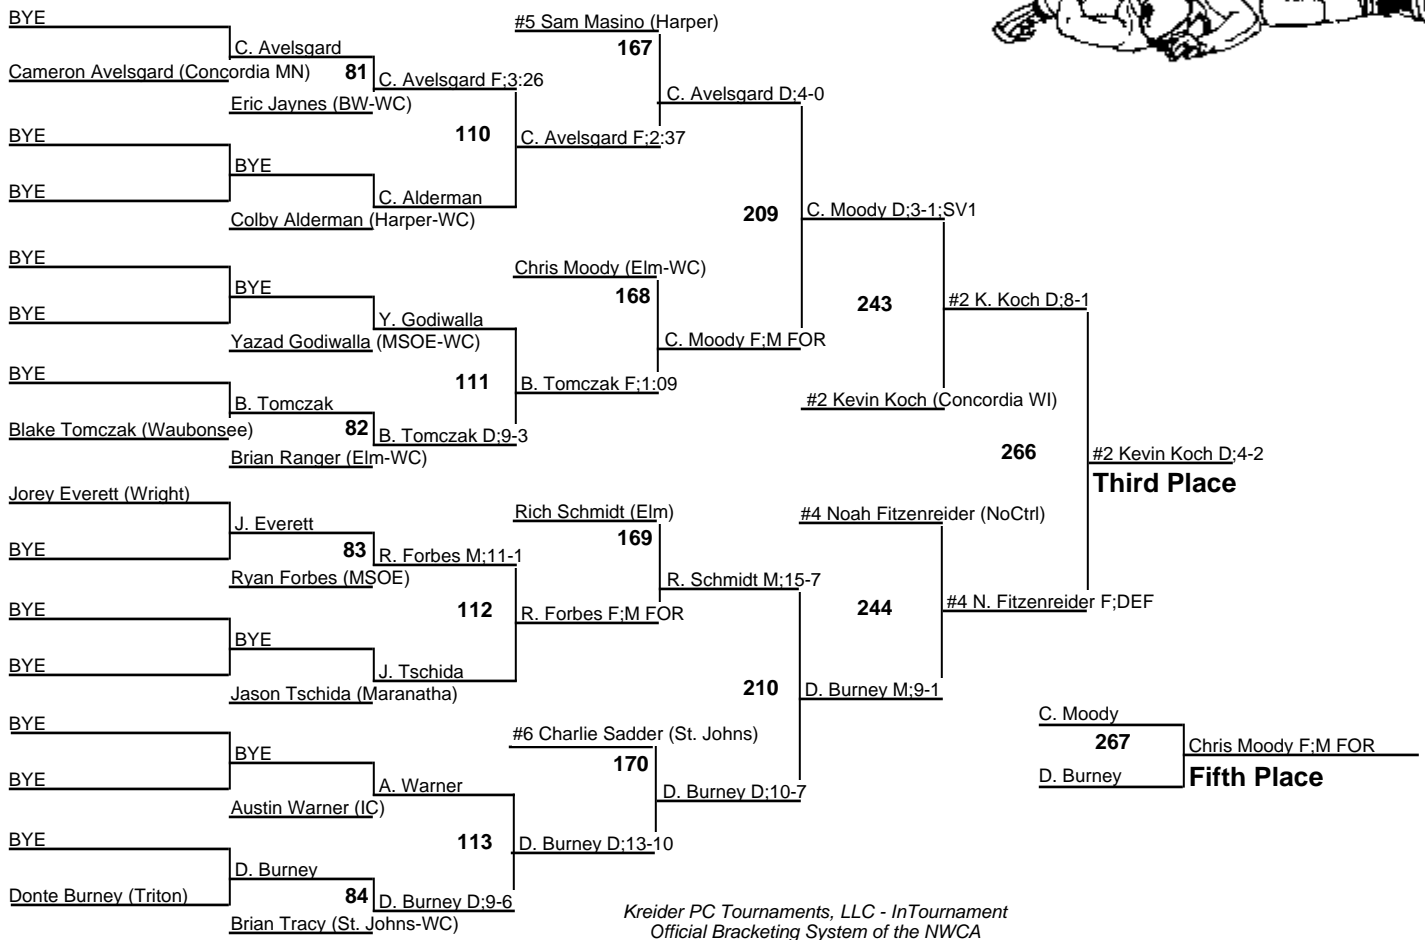 BYE
#5 Sam Masino (Harper)
167
C. Avelsgard
Cameron Avelsgard (Concordia MN)
81
C. Avelsgard F;3:26
C. Avelsgard D;4-0
Eric Jaynes (BW-WC)
BYE
110
C. Avelsgard F;2:37
BYE
BYE
C. Alderman
Colby Alderman (Harper-WC)
209
C. Moody D;3-1;SV1
BYE
Chris Moody (Elm-WC)
BYE
168
243
#2 K. Koch D;8-1
BYE
Y. Godiwalla
Yazad Godiwalla (MSOE-WC)
C. Moody F;M FOR
BYE
111
B. Tomczak F;1:09
B. Tomczak
#2 Kevin Koch (Concordia WI)
Blake Tomczak (Waubonsee)
82
B. Tomczak D;9-3
Brian Ranger (Elm-WC)
266
#2 Kevin Koch D;4-2
Third Place
Jorey Everett (Wright)
Rich Schmidt (Elm)
#4 Noah Fitzenreider (NoCtrl)
J. Everett
169
BYE
83
R. Forbes M;11-1
Ryan Forbes (MSOE)
R. Schmidt M;15-7
BYE
112
R. Forbes F;M FOR
244
#4 N. Fitzenreider F;DEF
BYE
BYE
J. Tschida
Jason Tschida (Maranatha)
210
D. Burney M;9-1
BYE
#6 Charlie Sadder (St. Johns)
C. Moody
BYE
170
267
Chris Moody F;M FOR
BYE
A. Warner
D. Burney D;10-7
D. Burney
Fifth Place
Austin Warner (IC)
BYE
113
D. Burney D;13-10
D. Burney
Donte Burney (Triton)
84
D. Burney D;9-6
Brian Tracy (St. Johns-WC)
Kreider PC Tournaments, LLC - InTournament
Official Bracketing System of the NWCA